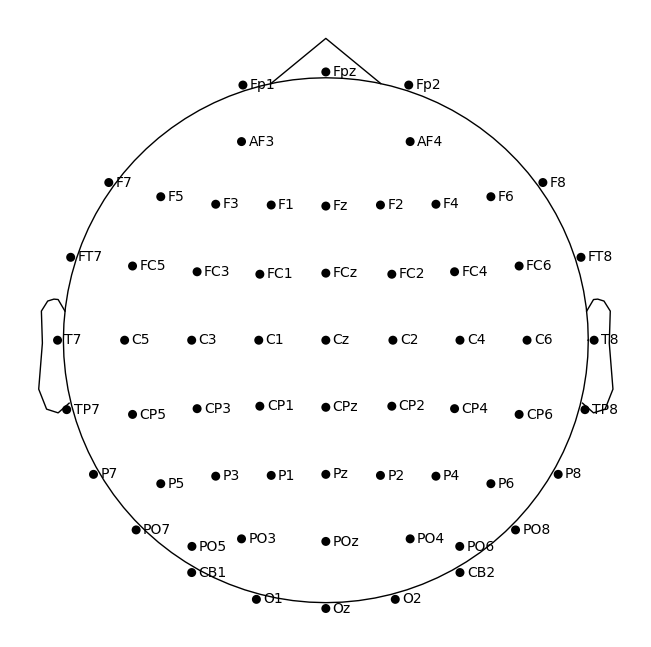 Fpz
Fp1 Fp2
AF3 AF4
F7 F8
F5 F3 F1 Fz F2 F4 F6
FT7 FT8
FC5 FC3 FC1 FCz FC2 FC4 FC6
T7 C5 C3 C1 Cz C2 C4 C6 T8
TP7 CP5 CP3 CP1 CPz CP2 CP4 CP6 TP8
P7 P5 P3 P1 Pz P2 P4 P6 P8
PO7 PO8
PO5 PO3 POz PO4 PO6
CB1 CB2
O1 Oz O2